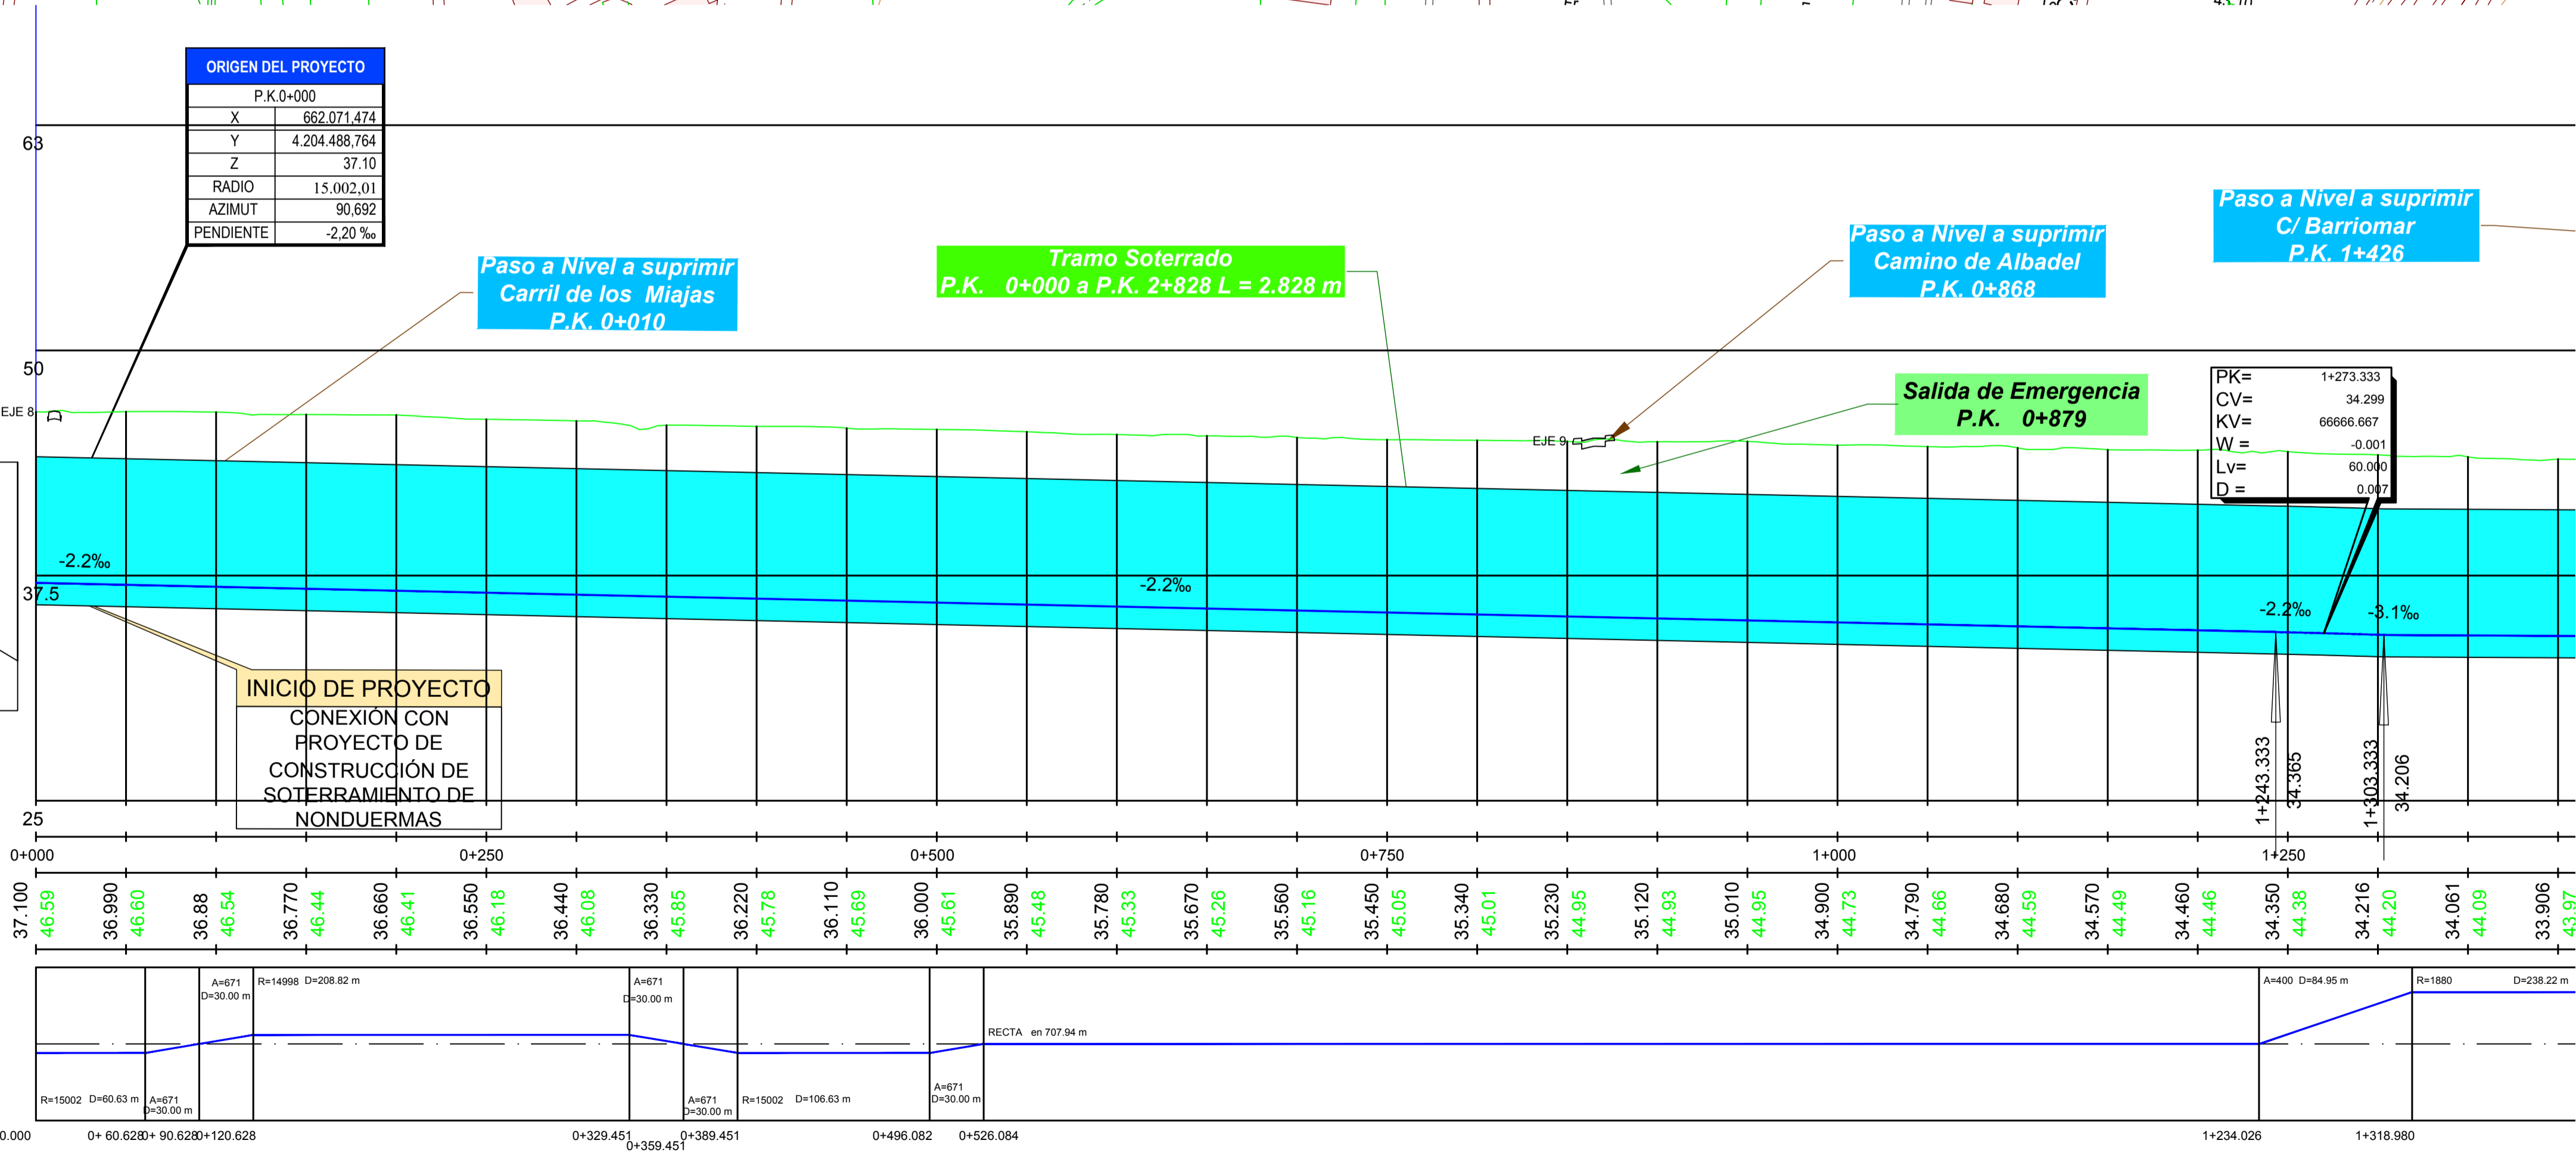 ORIGEN DEL PROYECTO
P.K.0+000
X 662.071,474
Y 4.204.488,764
Z 37.10
RADIO 15.002,01
AZIMUT 90,692
PENDIENTE -2,20 ‰
63
50
37.5
25
EJE 8
Paso a Nivel a suprimir
Carril de los Miajas
P.K. 0+010
Tramo Soterrado
P.K. 0+000 a P.K. 2+828 L = 2.828 m
Paso a Nivel a suprimir
Camino de Albadel
P.K. 0+868
Paso a Nivel a suprimir
C/ Barriomar
P.K. 1+426
Salida de Emergencia
P.K. 0+879
EJE 9
PK= 1+273.333
CV= 34.299
KV= 66666.667
W = -0.001
Lv= 60.000
D = 0.007
-2.2‰
-2.2‰
-2.2‰
-3.1‰
INICIO DE PROYECTO
CONEXIÓN CON
PROYECTO DE
CONSTRUCCIÓN DE
SOTERRAMIENTO DE
NONDUERMAS
1+243.333
34.365
1+303.333
34.206
0+000 0+250 0+500 0+750 1+000 1+250
37.100 36.990 36.88 36.770 36.660 36.550 36.440 36.330 36.220 36.110 36.000 35.890 35.780 35.670 35.560 35.450 35.340 35.230 35.120 35.010 34.900 34.790 34.680 34.570 34.460 34.350 34.216 34.061 33.906
46.59 46.60 46.54 46.44 46.41 46.18 46.08 45.85 45.78 45.69 45.61 45.48 45.33 45.26 45.16 45.05 45.01 44.95 44.93 44.95 44.73 44.66 44.59 44.49 44.46 44.38 44.20 44.09 43.97
A=671
D=30.00 m
R=14998 D=208.82 m
A=671
D=30.00 m
RECTA en 707.94 m
A=400 D=84.95 m
R=1880 D=238.22 m
R=15002 D=60.63 m
A=671
D=30.00 m
A=671
D=30.00 m
R=15002 D=106.63 m
A=671
D=30.00 m
0.000 0+ 60.628 0+ 90.628 0+120.628 0+329.451 0+359.451 0+389.451 0+496.082 0+526.084 1+234.026 1+318.980